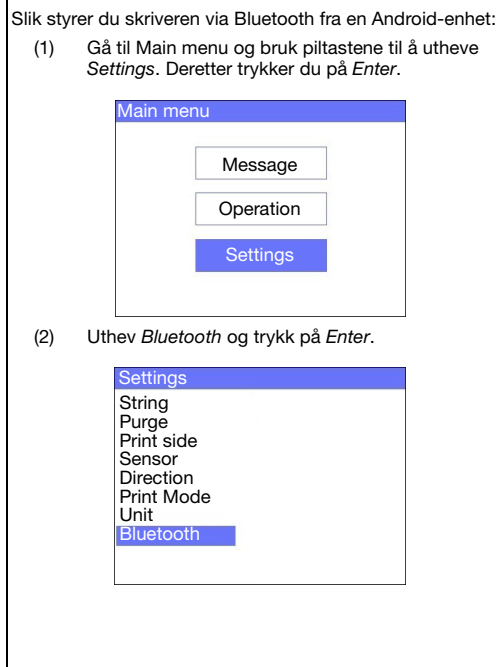 Slik styrer du skriveren via Bluetooth fra en Android-enhet:
(1) Gå til Main menu og bruk piltastene til å utheve
Settings. Deretter trykker du på Enter.
Main menu
Message
Operation
Settings
(2) Uthev Bluetooth og trykk på Enter.
Settings
String
Purge
Print side
Sensor
Direction
Print Mode
Unit
Bluetooth